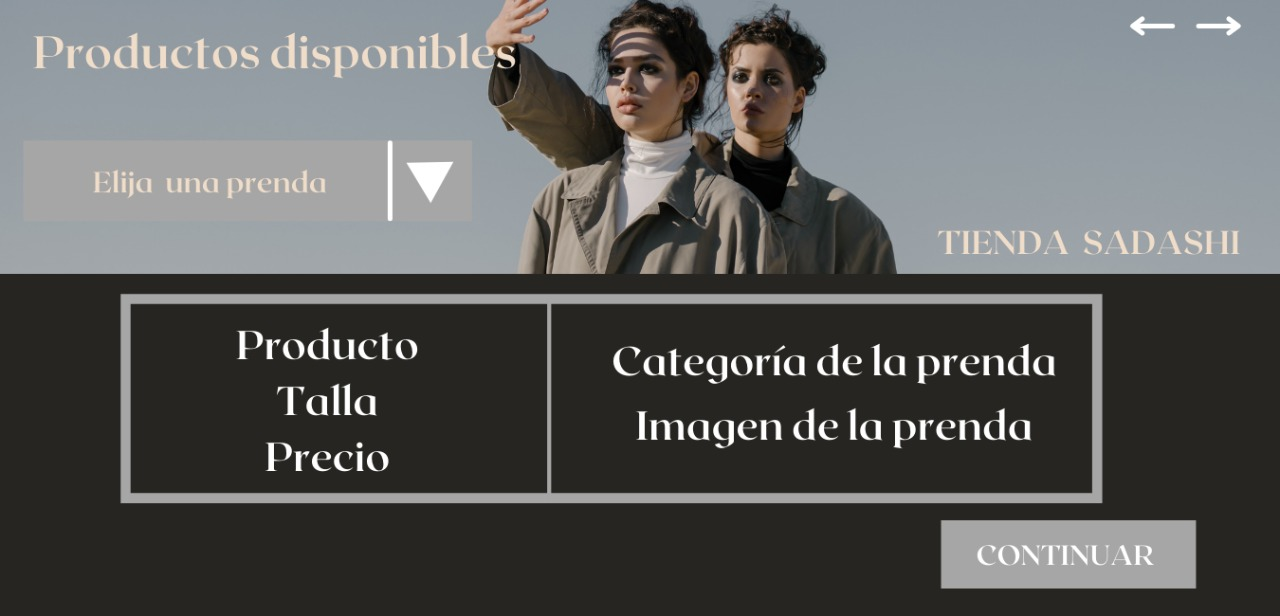 Productos disponibles
Elija una prenda
TIENDA SADASHI
Producto
Talla
Precio
Categoría de la prenda
Imagen de la prenda
CONTINUAR